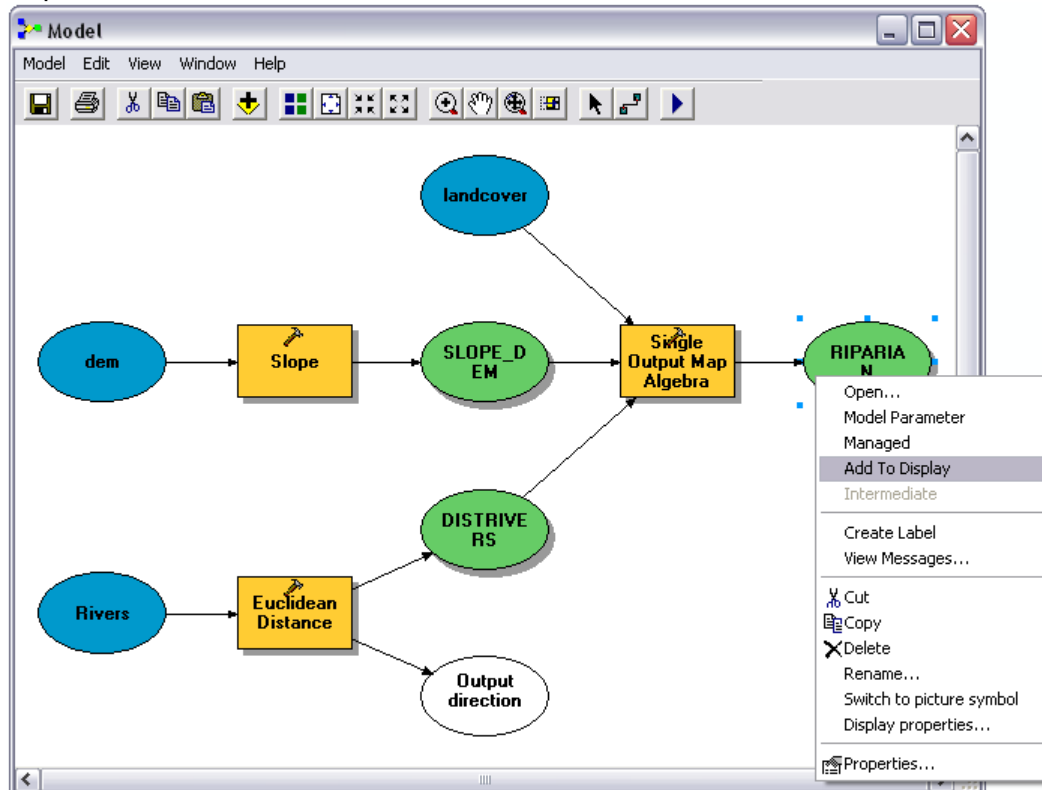 Model
Model Edit View Window Help
landcover
dem
Slope
SLOPE_D
EM
Single
Output Map
Algebra
RIPARIA
N
Open...
Model Parameter
Managed
Add To Display
Intermediate
Create Label
View Messages...
Cut
Copy
Delete
Rename...
Switch to picture symbol
Display properties...
Properties...
DISTRIVE
RS
Rivers
Euclidean
Distance
Output
direction